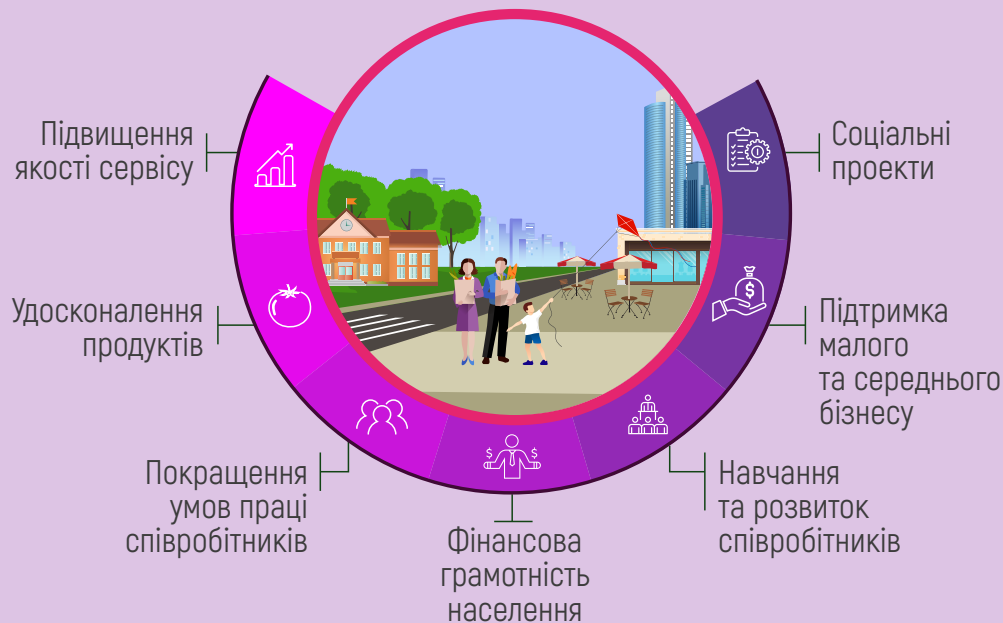 Підвищення
якості сервісу
Удосконалення
продуктів
Покращення
умов праці
співробітників
Фінансова
грамотність
населення
Навчання
та розвиток
співробітників
Підтримка
малого
та середнього
бізнесу
Соціальні
проекти